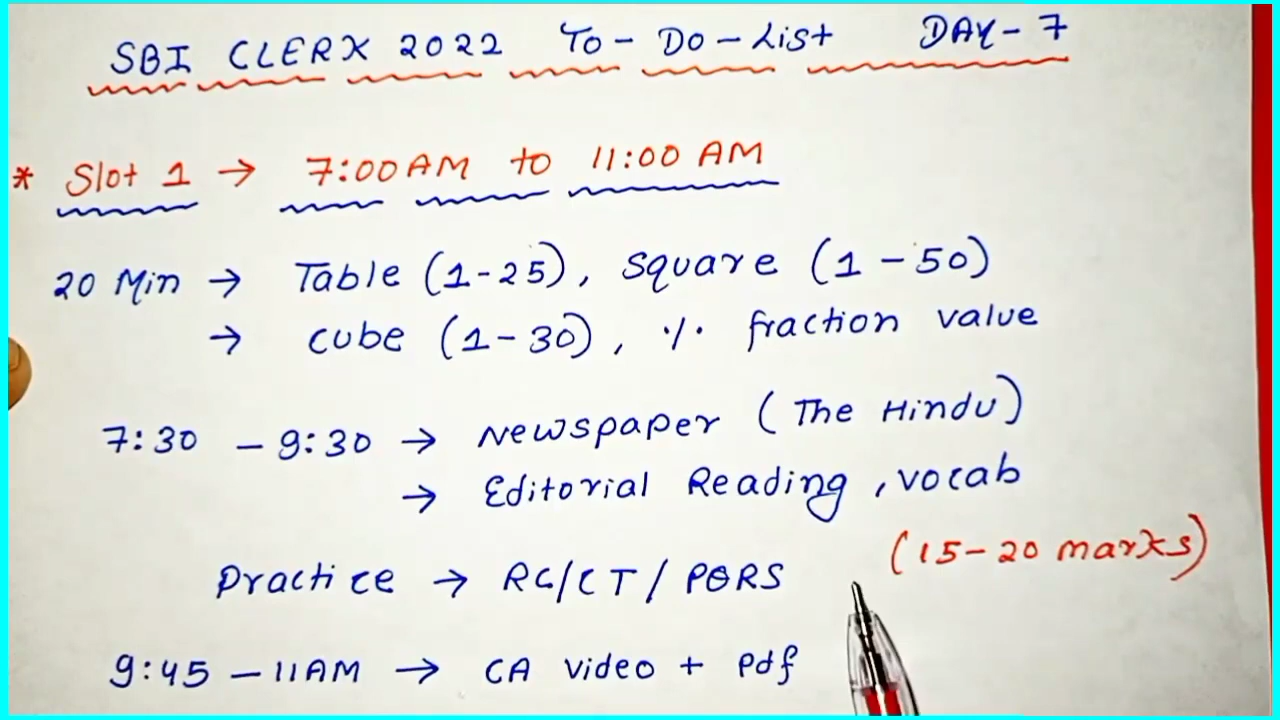 SBI CLERK 2022 To-Do-List DAY-7
* Slot 1 → 7:00 AM to 11:00 AM
20 Min → Table (1-25), Square (1-50)
→ cube (1-30), % fraction value
7:30 - 9:30 → Newspaper (The Hindu)
→ Editorial Reading, vocab
(15-20 marks)
Practice → RC/CT/PQRS
9:45 - 11AM → CA video + pdf